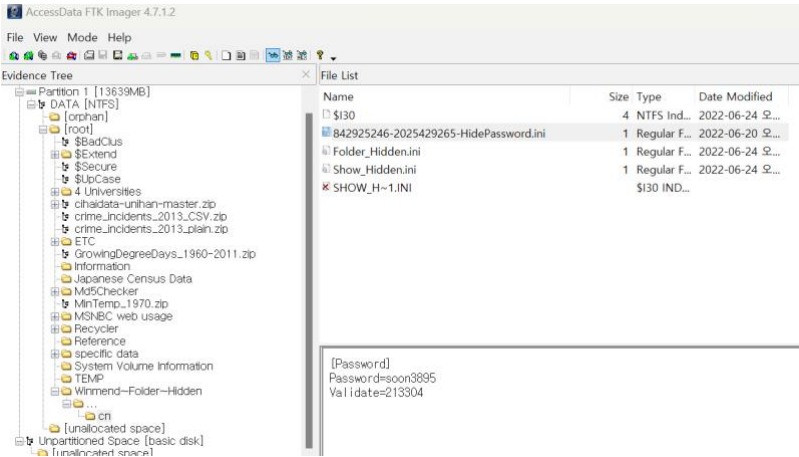 AccessData FTK Imager 4.7.1.2
File View Mode Help
Evidence Tree
Partition 1 [13639MB]
DATA [NTFS]
[orphan]
[root]
$BadClus
$Extend
$Secure
$UpCase
4 Universities
cihaidata-unihan-master.zip
crime_incidents_2013_CSV.zip
crime_incidents_2013_plain.zip
ETC
GrowingDegreeDays_1960-2011.zip
Information
Japanese Census Data
Md5Checker
MinTemp_1970.zip
MSNBC web usage
Recycler
Reference
specific data
System Volume Information
TEMP
Winmend~Folder~Hidden
...
cn
[unallocated space]
Unpartitioned Space [basic disk]
[unallocated space]
File List
Name Size Type Date Modified
$I30 4 NTFS Ind... 2022-06-24 오...
842925246-2025429265-HidePassword.ini 1 Regular F... 2022-06-20 오...
Folder_Hidden.ini 1 Regular F... 2022-06-24 오...
Show_Hidden.ini 1 Regular F... 2022-06-24 오...
SHOW_H~1.INI $I30 IND...
[Password]
Password=soon3895
Validate=213304